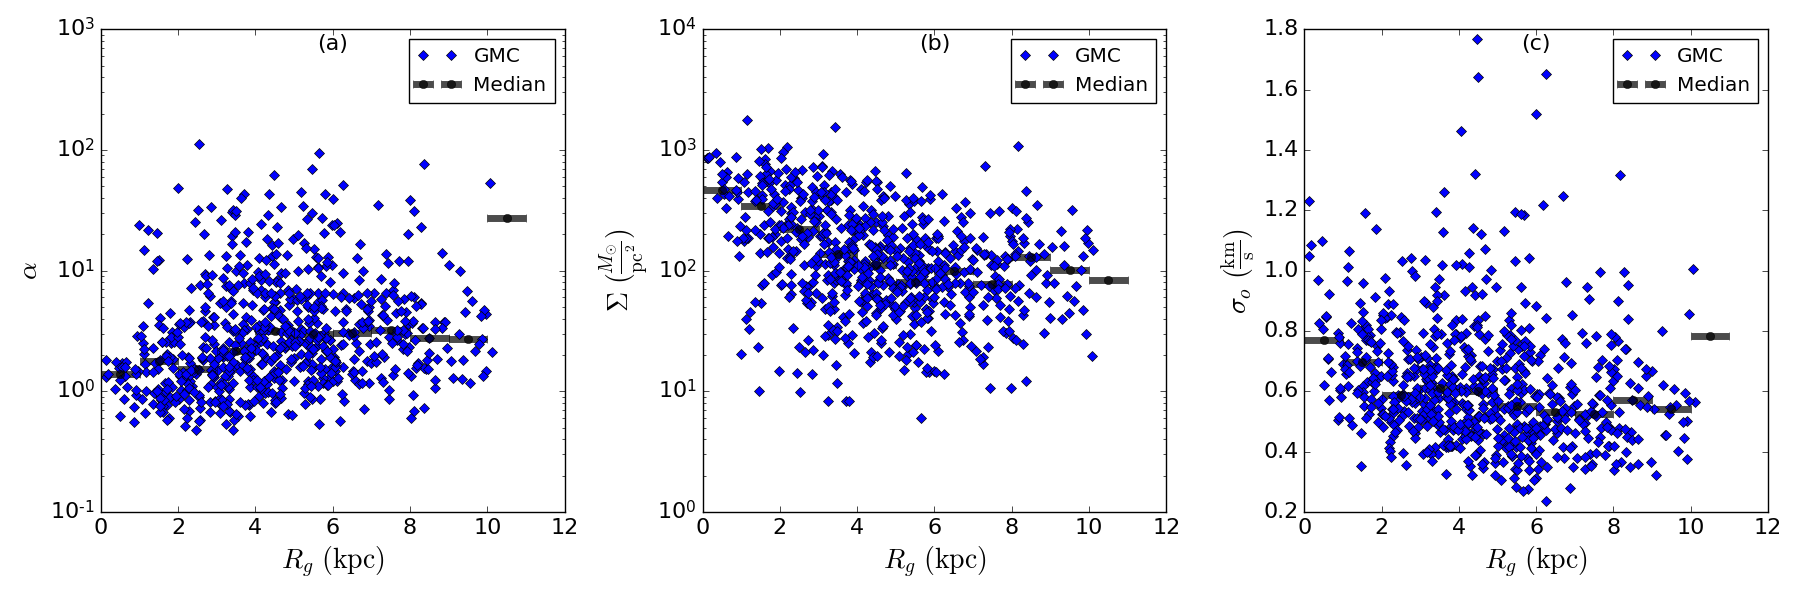 (a)
GMC
Median
10^3
10^2
10^1
10^0
10^-1
α
0 2 4 6 8 10 12
R_g (kpc)
(b)
GMC
Median
10^4
10^3
10^2
10^1
10^0
Σ (M_⊙/pc^2)
0 2 4 6 8 10 12
R_g (kpc)
(c)
GMC
Median
1.8
1.6
1.4
1.2
1.0
0.8
0.6
0.4
0.2
σ_o (km/s)
0 2 4 6 8 10 12
R_g (kpc)